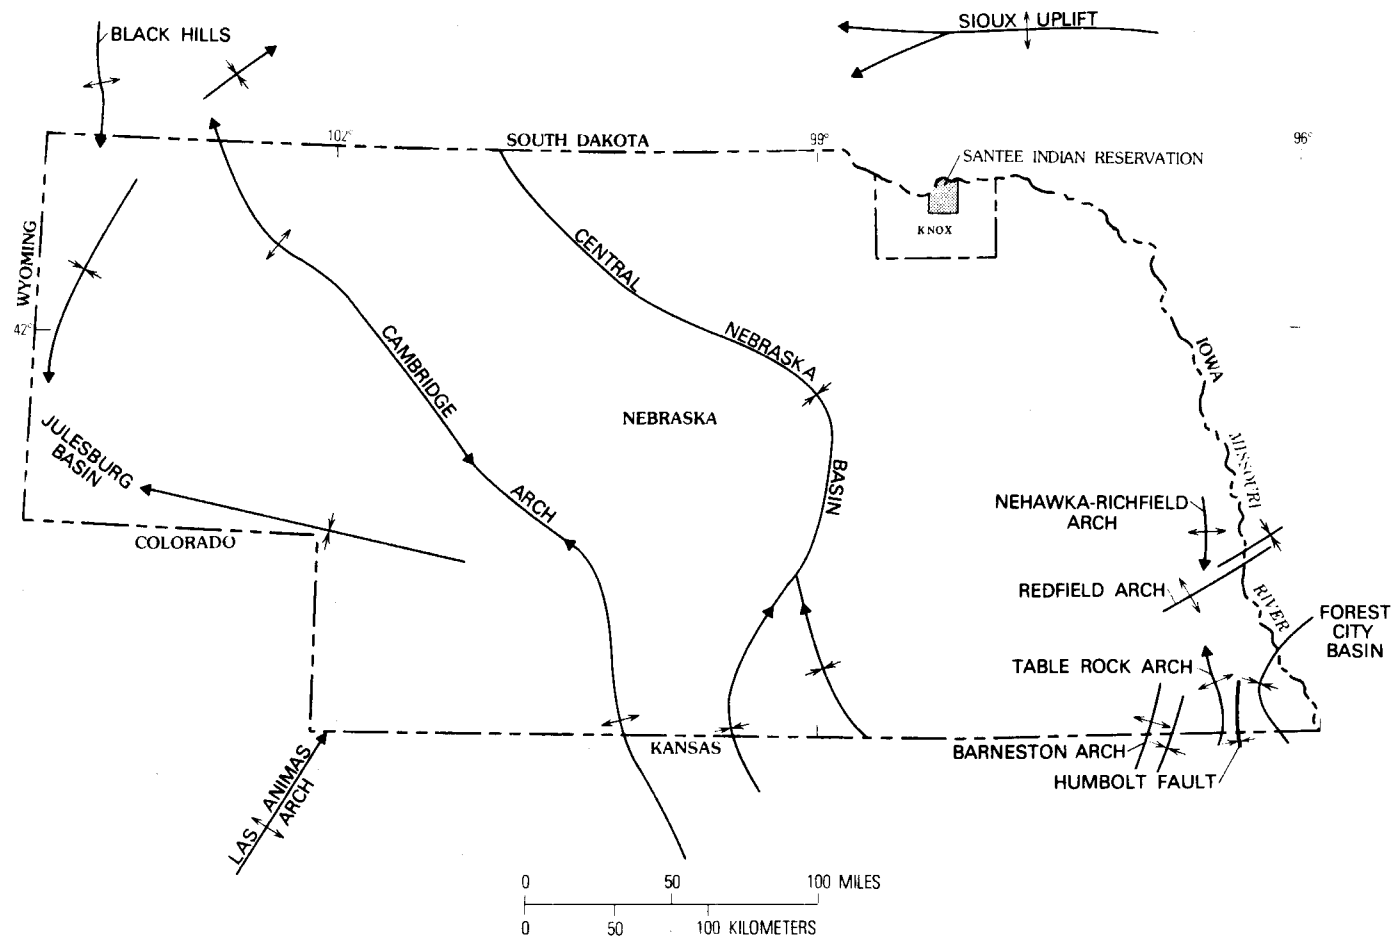 BLACK HILLS
SIOUX UPLIFT
102°
SOUTH DAKOTA
99°
96°
SANTEE INDIAN RESERVATION
KNOX
WYOMING
42°
CENTRAL
NEBRASKA
BASIN
CAMBRIDGE
ARCH
NEBRASKA
IOWA
MISSOURI
RIVER
JULESBURG
BASIN
COLORADO
NEHAWKA-RICHFIELD
ARCH
REDFIELD ARCH
FOREST
CITY
BASIN
TABLE ROCK ARCH
KANSAS
BARNESTON ARCH
HUMBOLT FAULT
LAS ANIMAS
ARCH
0 50 100 MILES
0 50 100 KILOMETERS